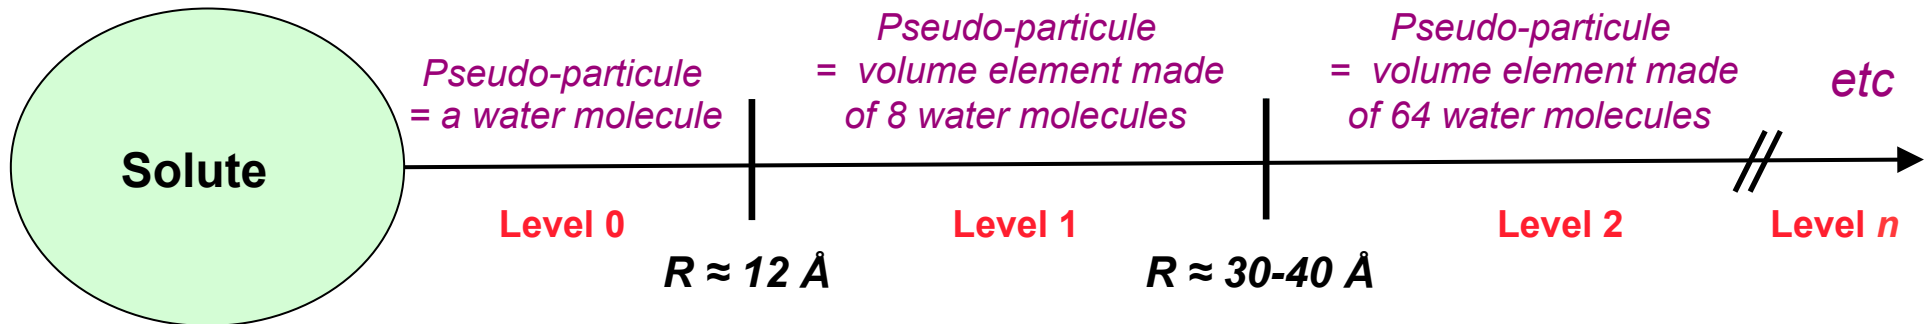 Solute
Pseudo-particule
= a water molecule
Pseudo-particule
= volume element made
of 8 water molecules
Pseudo-particule
= volume element made
of 64 water molecules
etc
Level 0
Level 1
Level 2
Level n
R ≈ 12 Å
R ≈ 30-40 Å